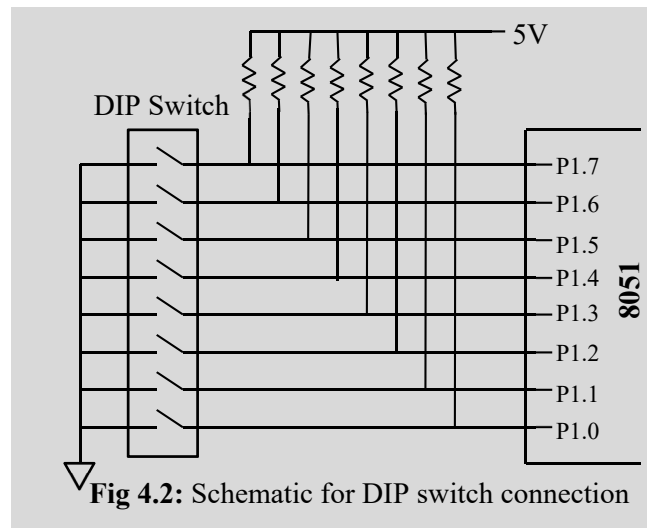 5V
DIP Switch
P1.7
P1.6
P1.5
P1.4
P1.3
P1.2
P1.1
P1.0
8051
Fig 4.2: Schematic for DIP switch connection